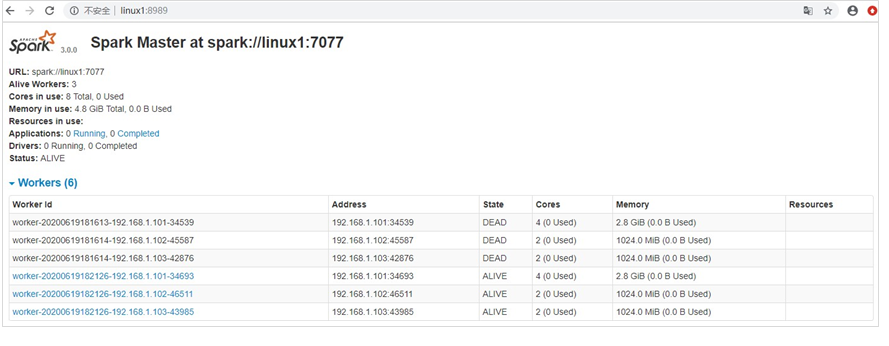 不安全 | linux1:8989
APACHE Spark 3.0.0 Spark Master at spark://linux1:7077
URL: spark://linux1:7077
Alive Workers: 3
Cores in use: 8 Total, 0 Used
Memory in use: 4.8 GiB Total, 0.0 B Used
Resources in use:
Applications: 0 Running, 0 Completed
Drivers: 0 Running, 0 Completed
Status: ALIVE
Workers (6)
Worker Id Address State Cores Memory Resources
worker-20200619181613-192.168.1.101-34539 192.168.1.101:34539 DEAD 4 (0 Used) 2.8 GiB (0.0 B Used)
worker-20200619181614-192.168.1.102-45587 192.168.1.102:45587 DEAD 2 (0 Used) 1024.0 MiB (0.0 B Used)
worker-20200619181614-192.168.1.103-42876 192.168.1.103:42876 DEAD 2 (0 Used) 1024.0 MiB (0.0 B Used)
worker-20200619182126-192.168.1.101-34693 192.168.1.101:34693 ALIVE 4 (0 Used) 2.8 GiB (0.0 B Used)
worker-20200619182126-192.168.1.102-46511 192.168.1.102:46511 ALIVE 2 (0 Used) 1024.0 MiB (0.0 B Used)
worker-20200619182126-192.168.1.103-43985 192.168.1.103:43985 ALIVE 2 (0 Used) 1024.0 MiB (0.0 B Used)